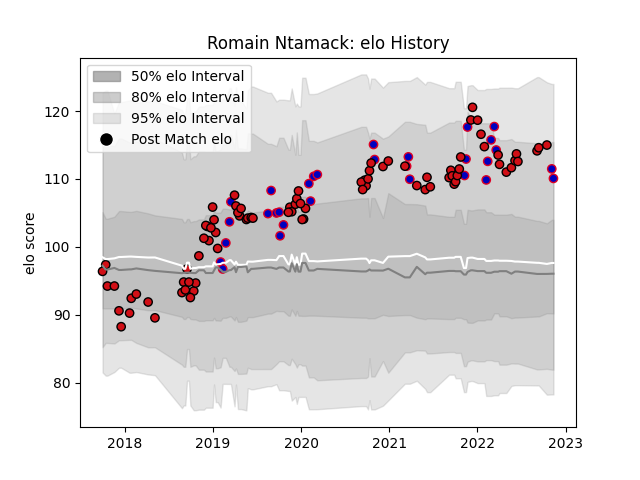 Romain Ntamack: elo History
50% elo Interval
80% elo Interval
95% elo Interval
Post Match elo
elo score
120
110
100
90
80
2018 2019 2020 2021 2022 2023